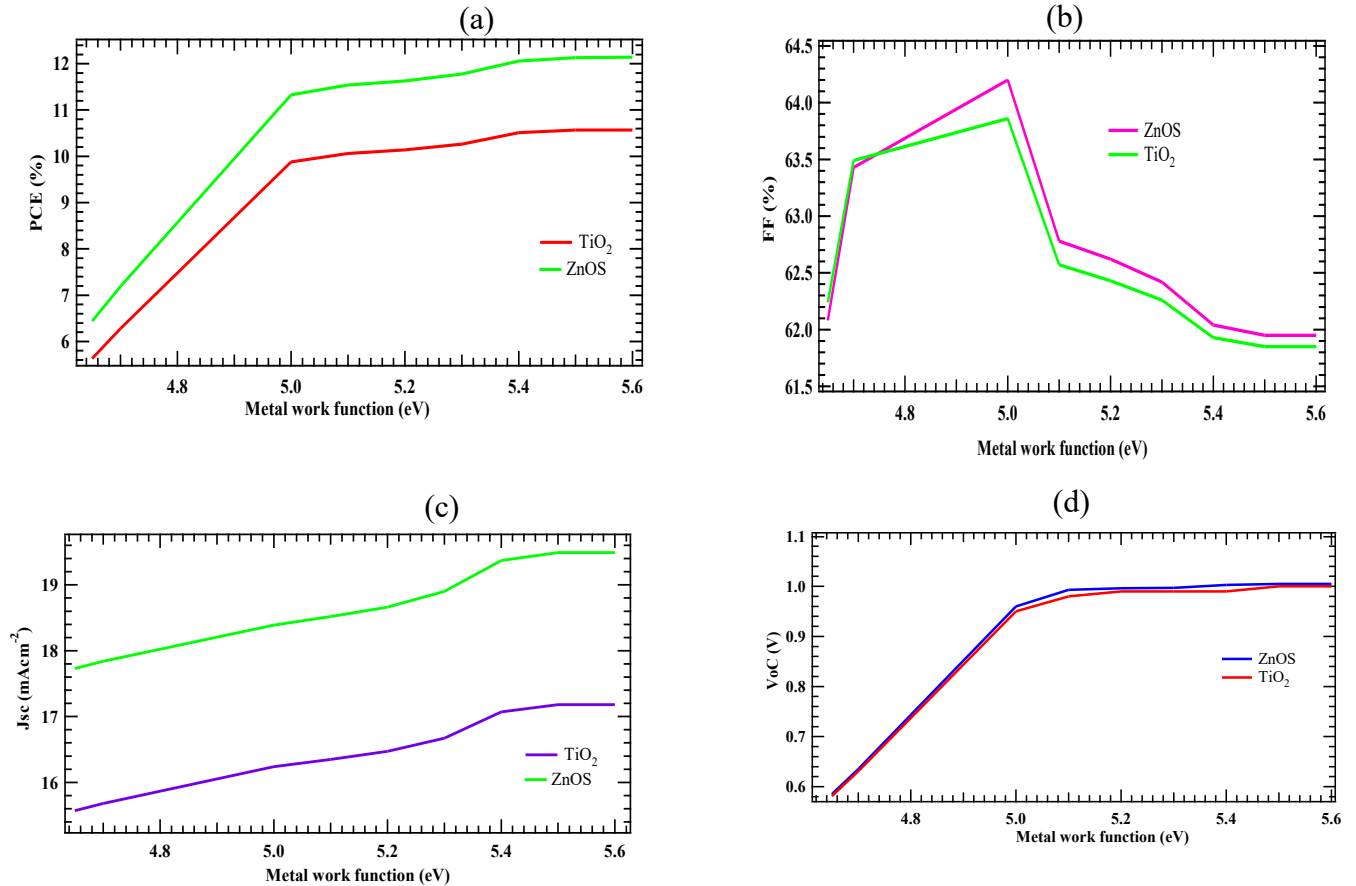 (a)
12
11
10
9
8
7
6
PCE (%)
TiO2
ZnOS
4.8 5.0 5.2 5.4 5.6
Metal work function (eV)
(b)
64.5
64.0
63.5
63.0
62.5
62.0
61.5
FF (%)
ZnOS
TiO2
4.8 5.0 5.2 5.4 5.6
Metal work function (eV)
(c)
19
18
17
16
Jsc (mAcm-2)
TiO2
ZnOS
4.8 5.0 5.2 5.4 5.6
Metal work function (eV)
(d)
1.1
1.0
0.9
0.8
0.7
0.6
VoC (V)
ZnOS
TiO2
4.8 5.0 5.2 5.4 5.6
Metal work function (eV)